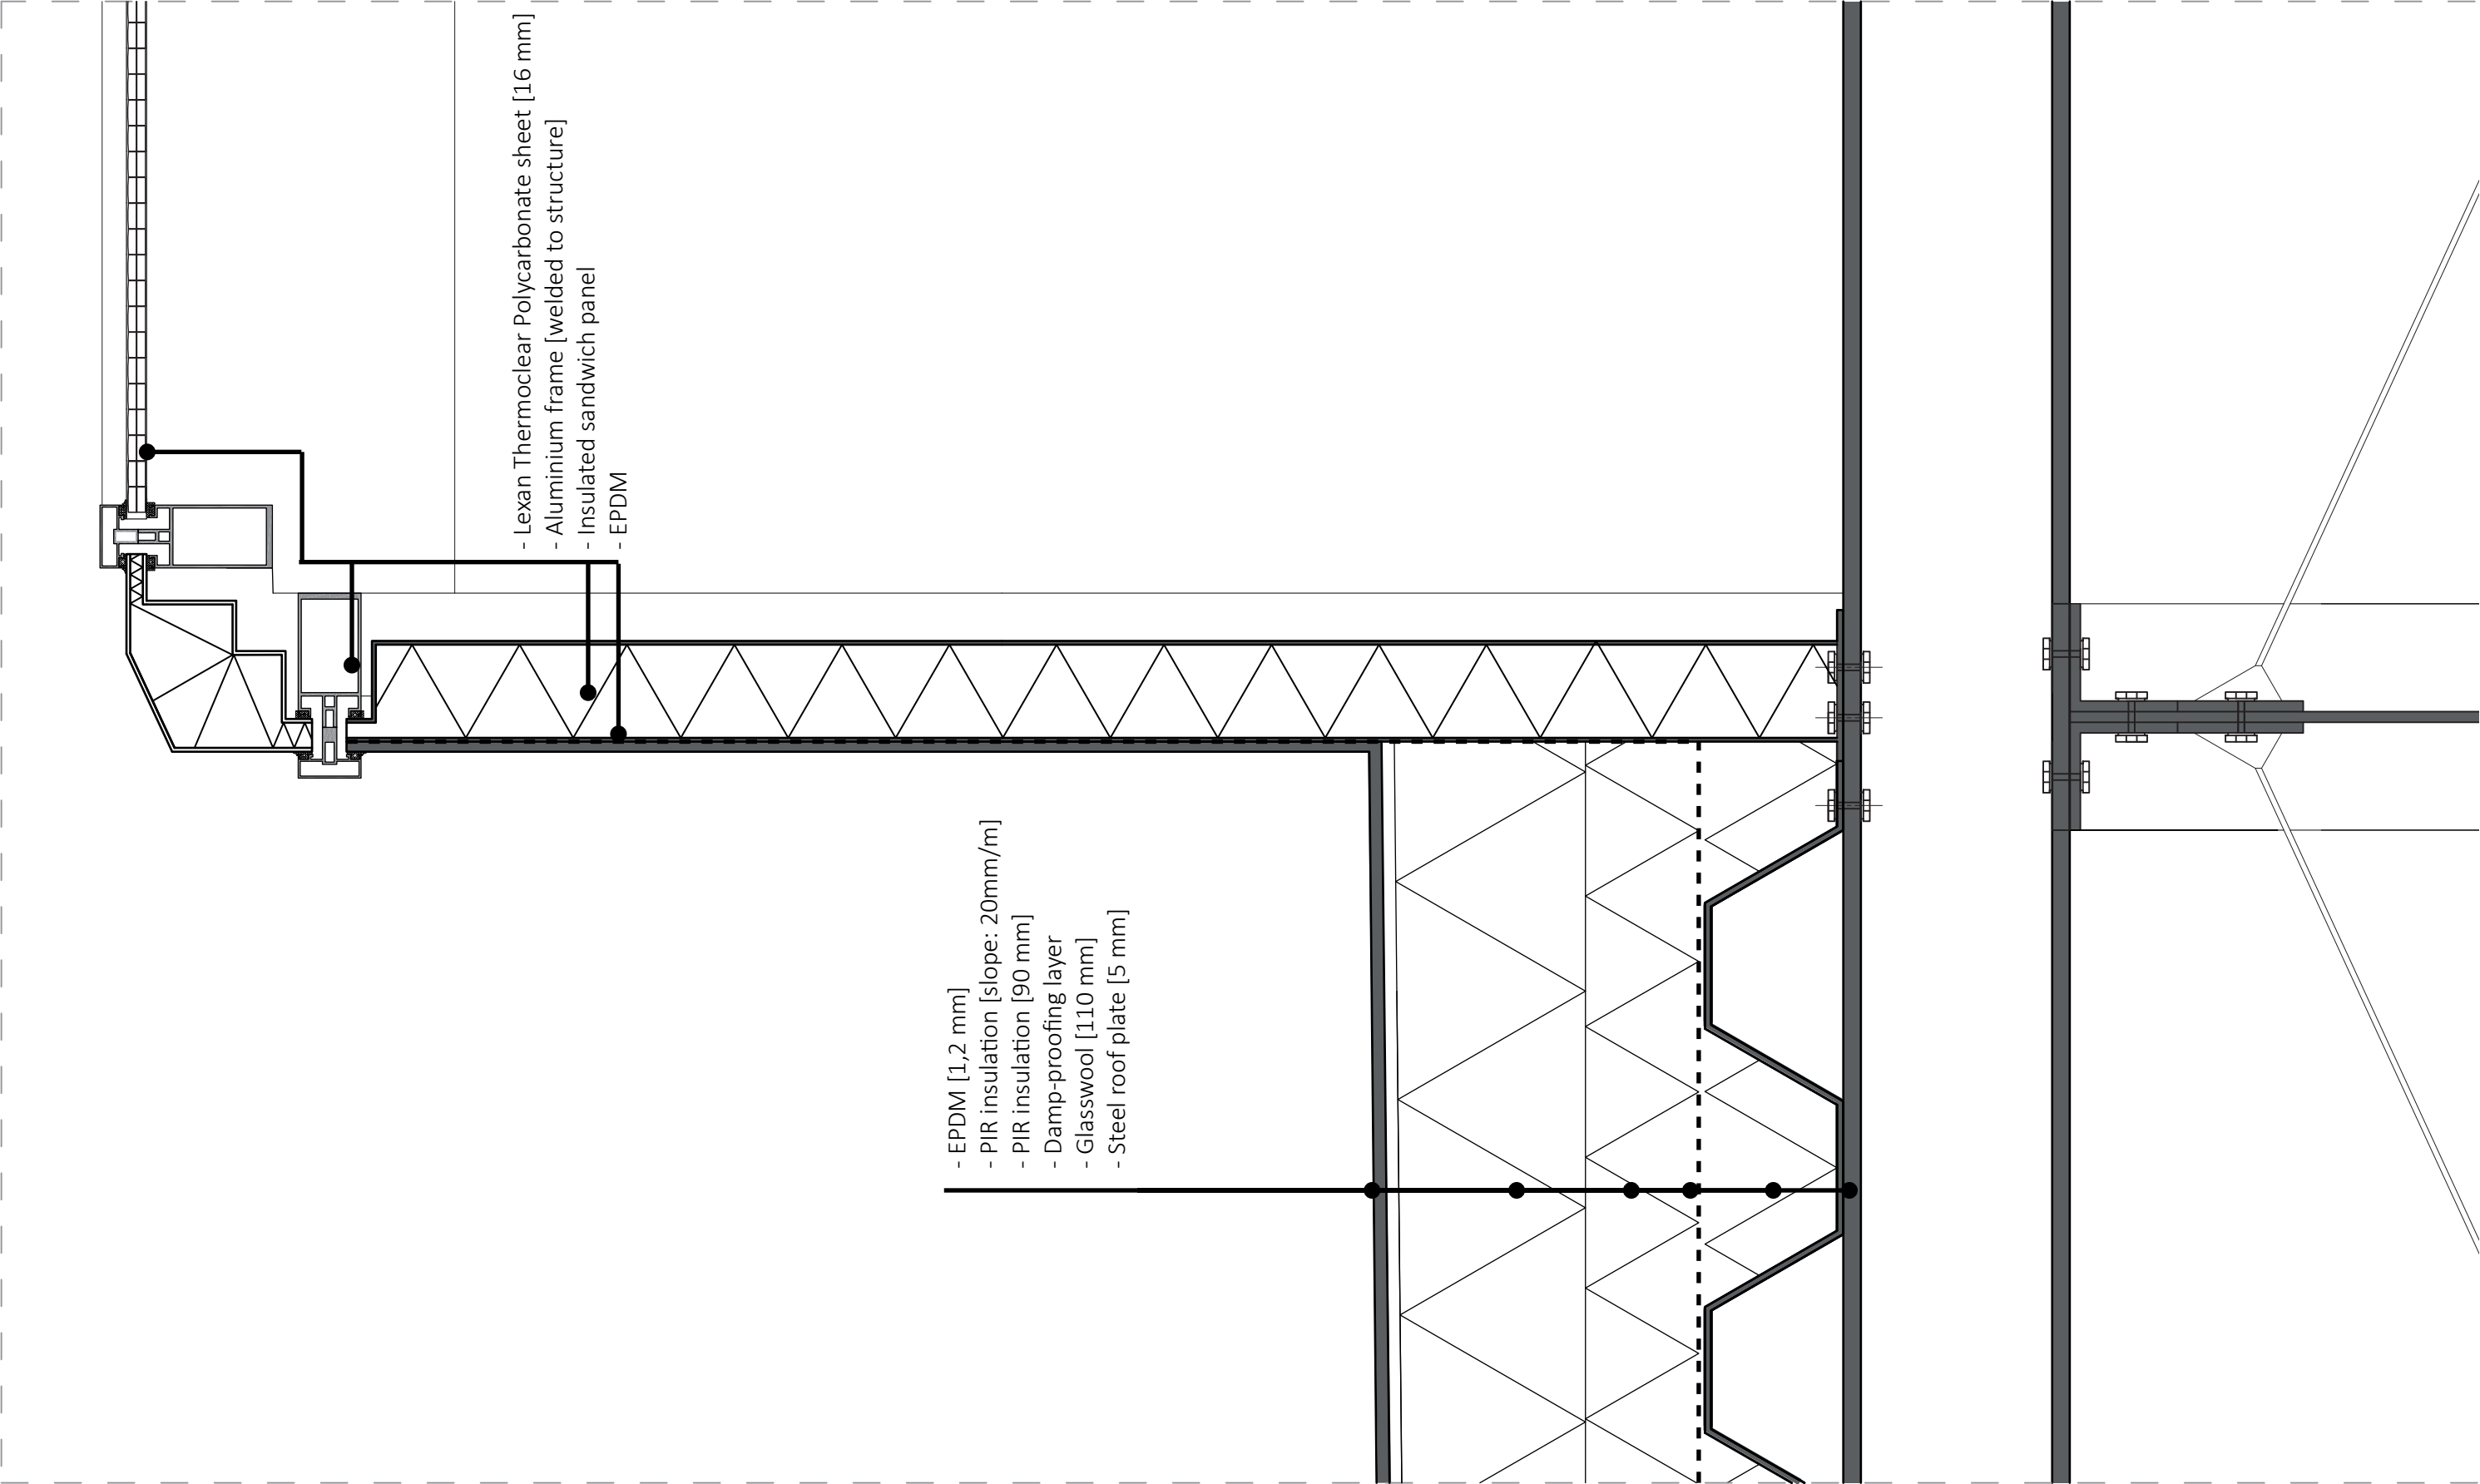 - Lexan Thermoclear Polycarbonate sheet [16 mm]
- Aluminium frame [welded to structure]
- Insulated sandwich panel
- EPDM
- EPDM [1,2 mm]
- PIR insulation [slope: 20mm/m]
- PIR insulation [90 mm]
- Damp-proofing layer
- Glasswool [110 mm]
- Steel roof plate [5 mm]